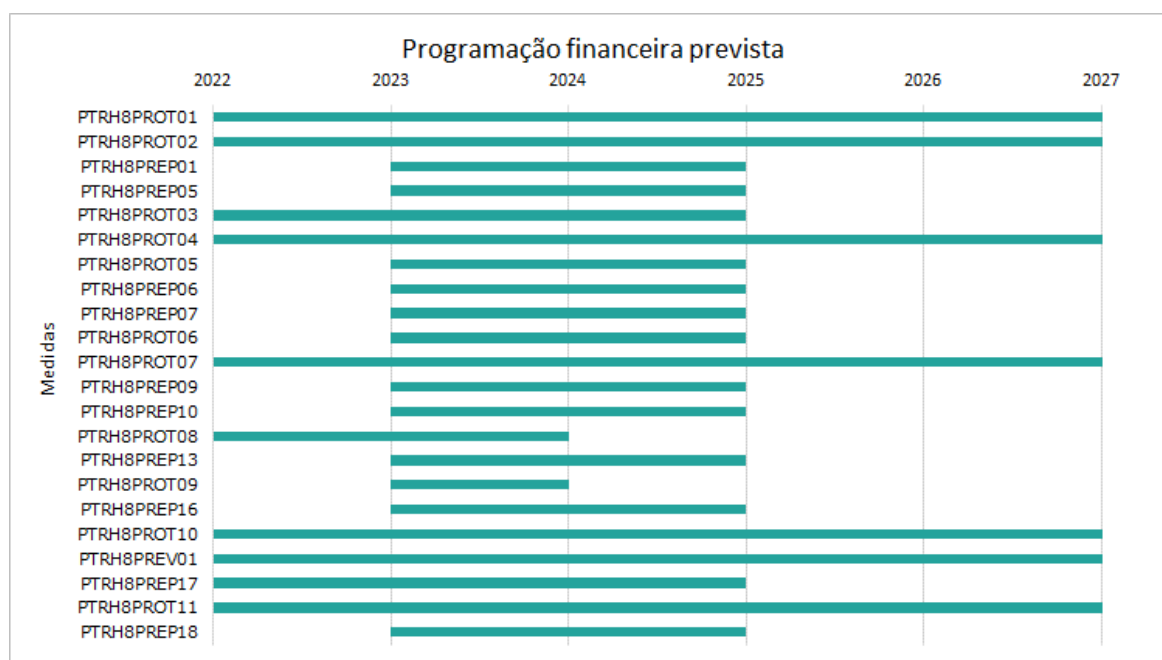 Programação financeira prevista
2022 2023 2024 2025 2026 2027
Medidas
PTRH8PROT01
PTRH8PROT02
PTRH8PREP01
PTRH8PREP05
PTRH8PROT03
PTRH8PROT04
PTRH8PROT05
PTRH8PREP06
PTRH8PREP07
PTRH8PROT06
PTRH8PROT07
PTRH8PREP09
PTRH8PREP10
PTRH8PROT08
PTRH8PREP13
PTRH8PROT09
PTRH8PREP16
PTRH8PROT10
PTRH8PREV01
PTRH8PREP17
PTRH8PROT11
PTRH8PREP18